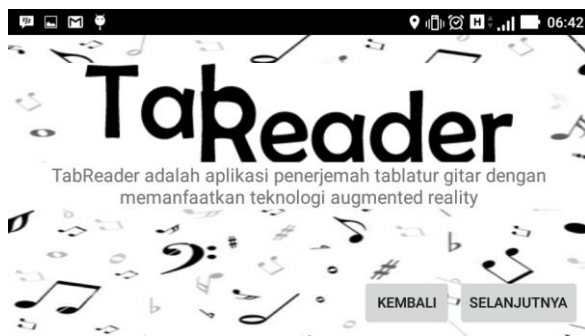 06:42
TabReader
TabReader adalah aplikasi penerjemah tablatur gitar dengan
memanfaatkan teknologi augmented reality
KEMBALI SELANJUTNYA